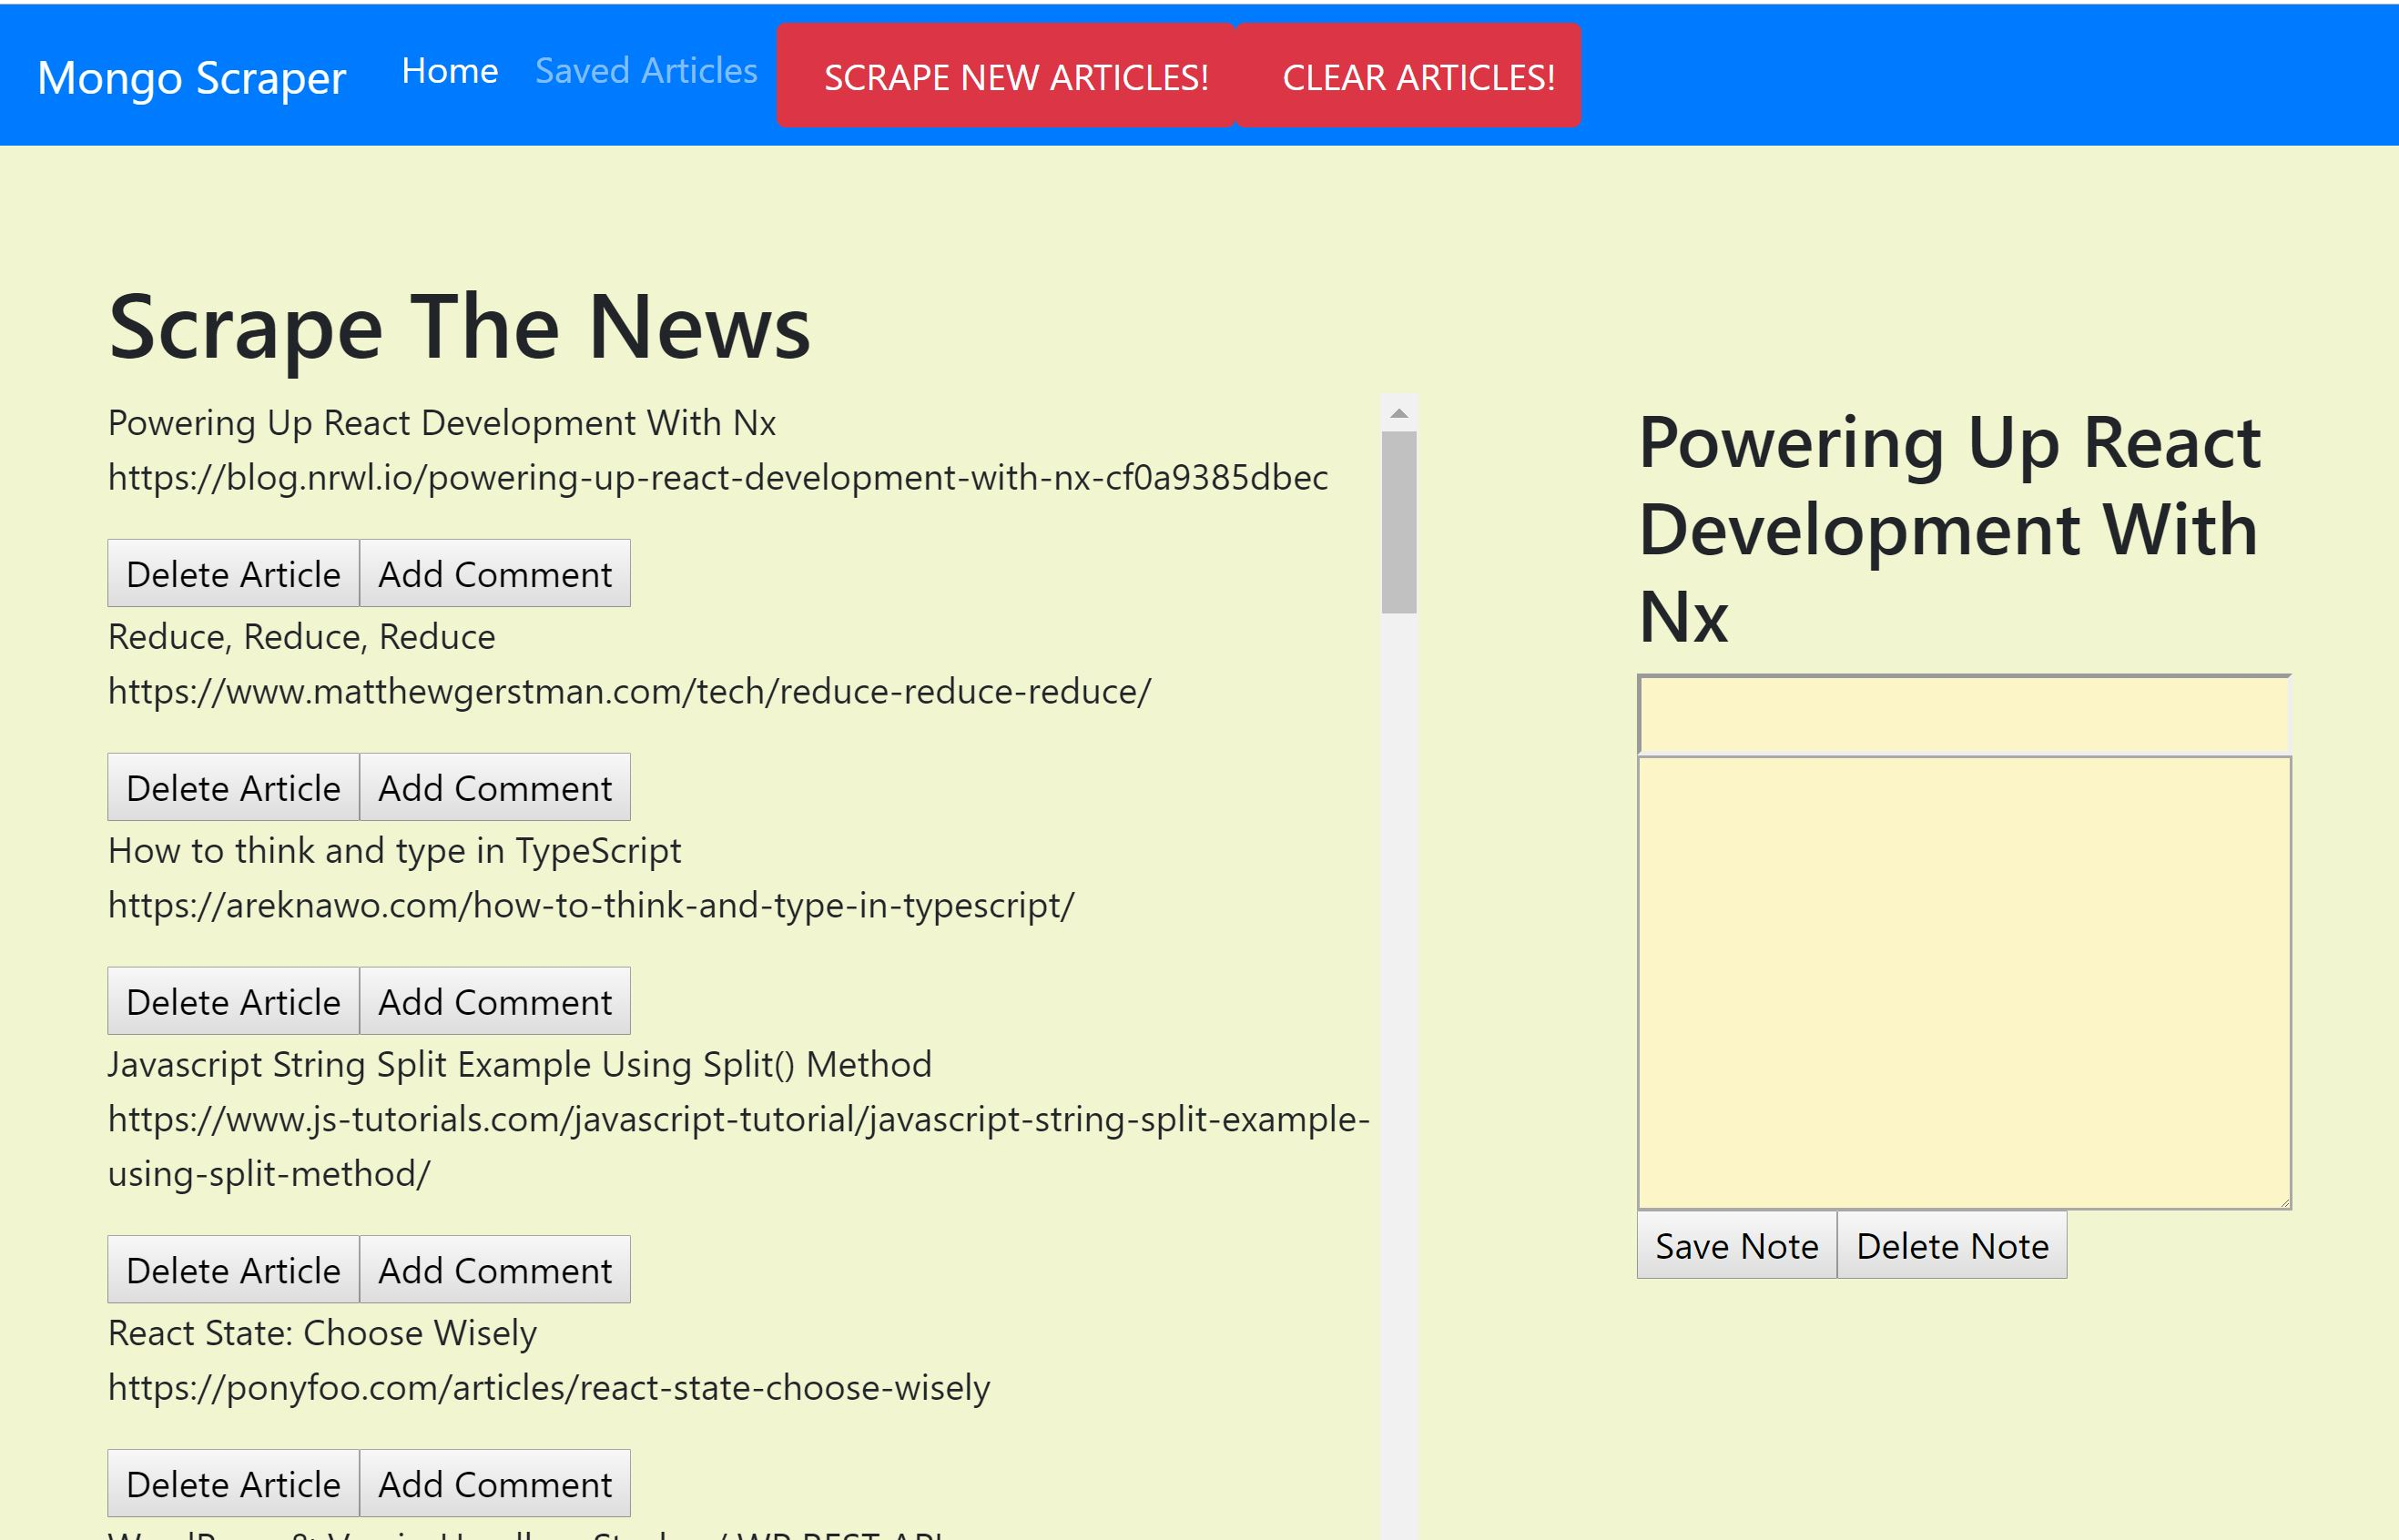 Mongo Scraper Home Saved Articles SCRAPE NEW ARTICLES! CLEAR ARTICLES!
Scrape The News
Powering Up React Development With Nx
https://blog.nrwl.io/powering-up-react-development-with-nx-cf0a9385dbec
Delete Article Add Comment
Reduce, Reduce, Reduce
https://www.matthewgerstman.com/tech/reduce-reduce-reduce/
Delete Article Add Comment
How to think and type in TypeScript
https://areknawo.com/how-to-think-and-type-in-typescript/
Delete Article Add Comment
Javascript String Split Example Using Split() Method
https://www.js-tutorials.com/javascript-tutorial/javascript-string-split-example-
using-split-method/
Delete Article Add Comment
React State: Choose Wisely
https://ponyfoo.com/articles/react-state-choose-wisely
Delete Article Add Comment
Powering Up React
Development With
Nx
Save Note Delete Note